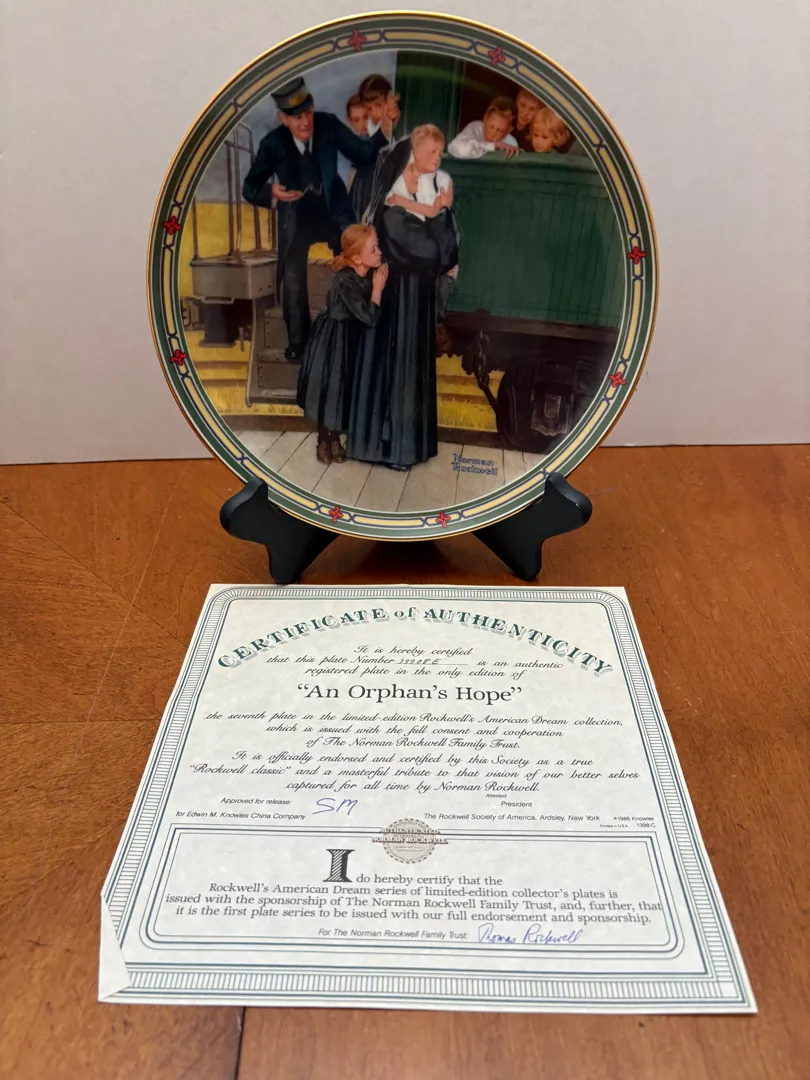 Norman
Rockwell
CERTIFICATE of AUTHENTICITY
It is hereby certified
that this plate Number 19908E is an authentic
registered plate in the only edition of
"An Orphan's Hope"
the seventh plate in the limited-edition Rockwell's American Dream collection,
which is issued with the full consent and cooperation
of The Norman Rockwell Family Trust.
It is officially endorsed and certified by this Society as a true
"Rockwell classic" and a masterful tribute to that vision of our better selves
captured for all time by Norman Rockwell.
Approved for release: SM
Attested:
President
for Edwin M. Knowles China Company
The Rockwell Society of America, Ardsley, New York
©1986 Knowles
Printed in U.S.A. 1398-C
AUTHENTICATED
NORMAN ROCKWELL
I do hereby certify that the
Rockwell's American Dream series of limited-edition collector's plates is
issued with the sponsorship of The Norman Rockwell Family Trust, and, further, that
it is the first plate series to be issued with our full endorsement and sponsorship.
For The Norman Rockwell Family Trust: Thomas Rockwell